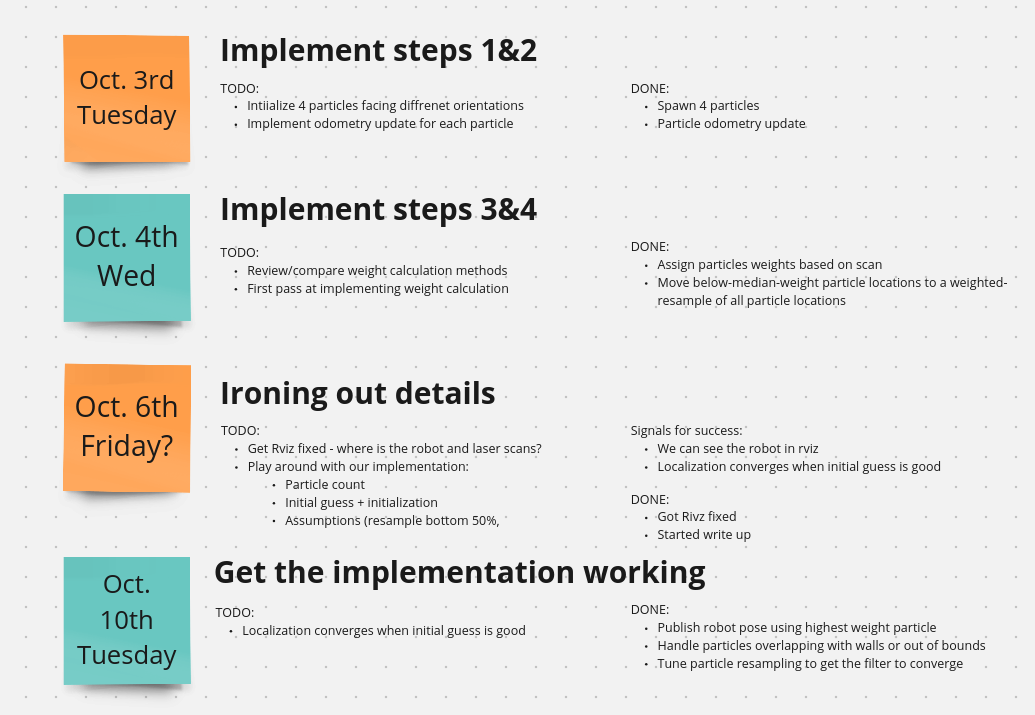 Oct. 3rd
Tuesday
Implement steps 1&2
TODO:
• Intiialize 4 particles facing diffrenet orientations
• Implement odometry update for each particle
DONE:
• Spawn 4 particles
• Particle odometry update
Oct. 4th
Wed
Implement steps 3&4
TODO:
• Review/compare weight calculation methods
• First pass at implementing weight calculation
DONE:
• Assign particles weights based on scan
• Move below-median-weight particle locations to a weighted-
resample of all particle locations
Oct. 6th
Friday?
Ironing out details
TODO:
• Get Rviz fixed - where is the robot and laser scans?
• Play around with our implementation:
• Particle count
• Initial guess + initialization
• Assumptions (resample bottom 50%,
Signals for success:
• We can see the robot in rviz
• Localization converges when initial guess is good
DONE:
• Got Rivz fixed
• Started write up
Oct.
10th
Tuesday
Get the implementation working
TODO:
• Localization converges when initial guess is good
DONE:
• Publish robot pose using highest weight particle
• Handle particles overlapping with walls or out of bounds
• Tune particle resampling to get the filter to converge